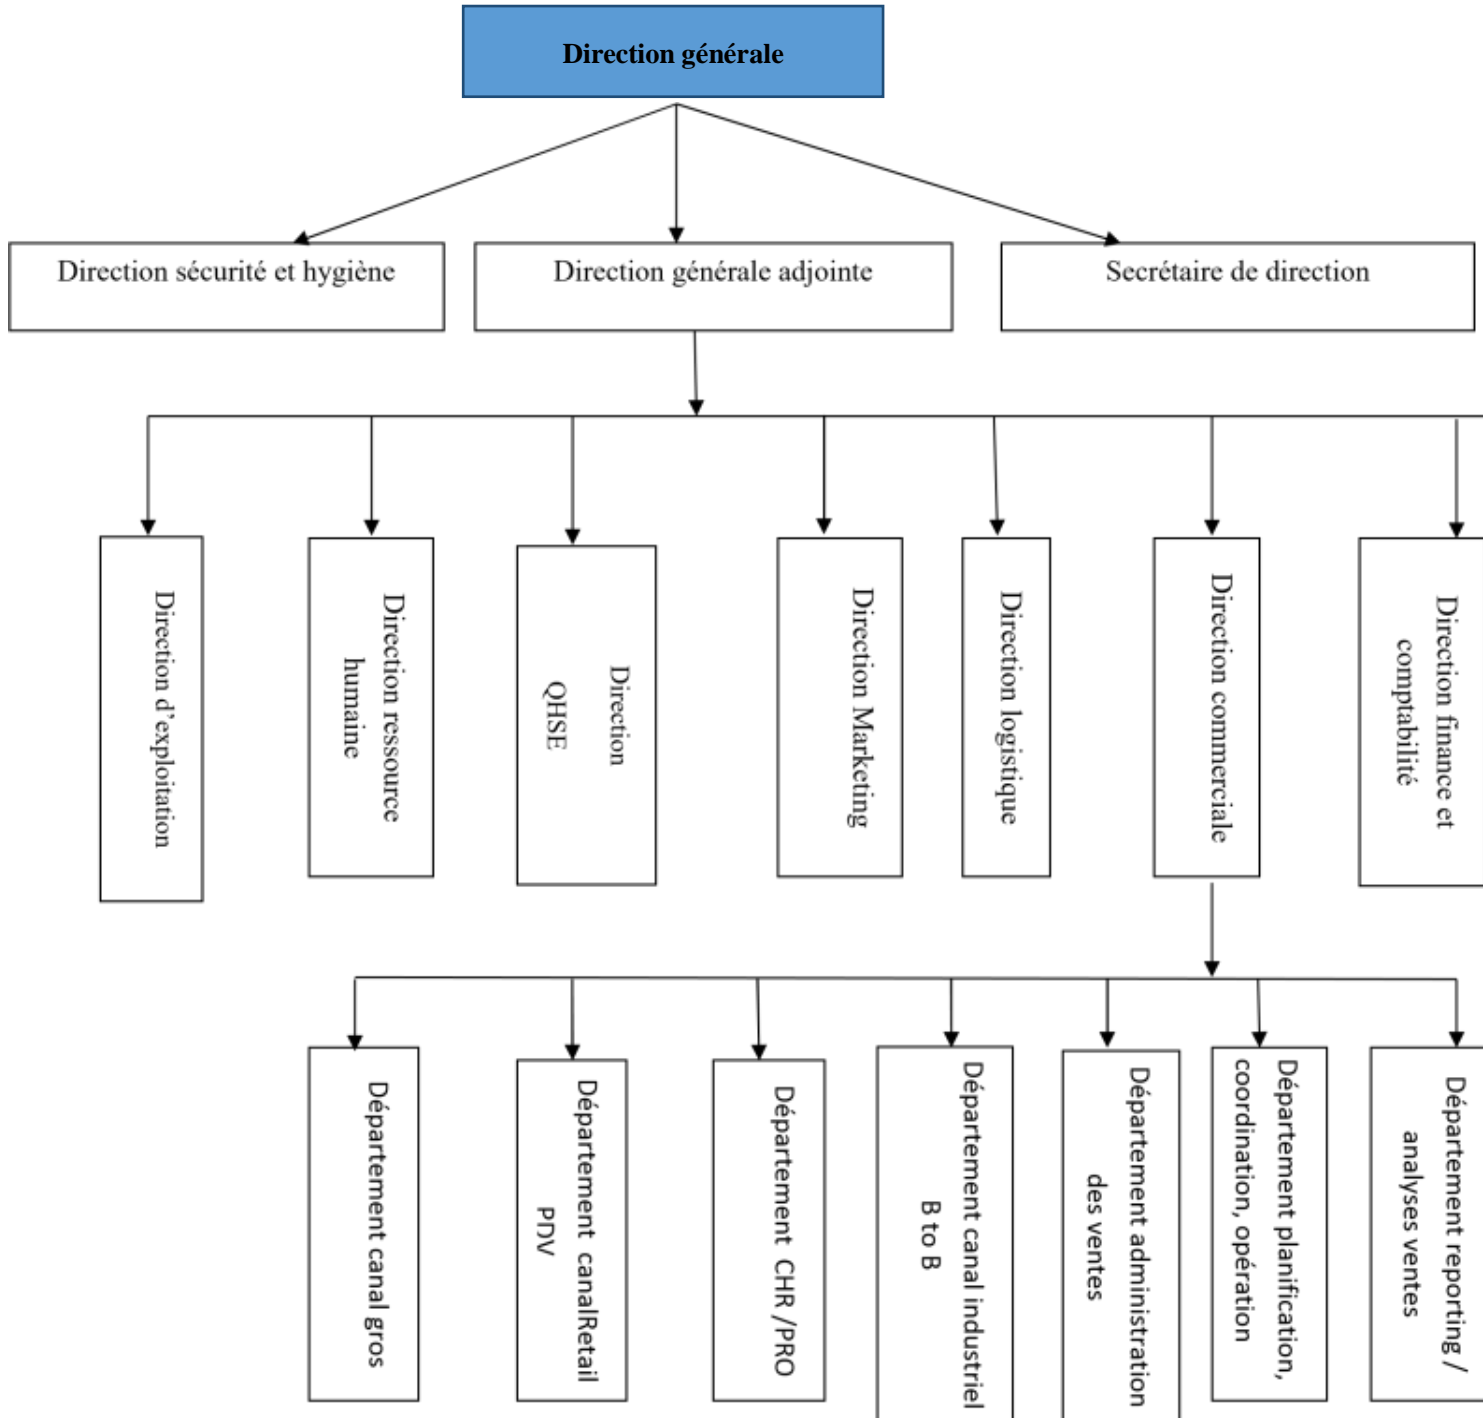 Direction générale
Direction sécurité et hygiène
Direction générale adjointe
Secrétaire de direction
Direction d'exploitation
Direction ressource
humaine
Direction
QHSE
Direction Marketing
Direction logistique
Direction commerciale
Direction finance et
comptabilité
Département canal gros
Département canalRetail
PDV
Département CHR /PRO
Département canal industriel
B to B
Département administration
des ventes
Département planification,
coordination, opération
Département reporting /
analyses ventes